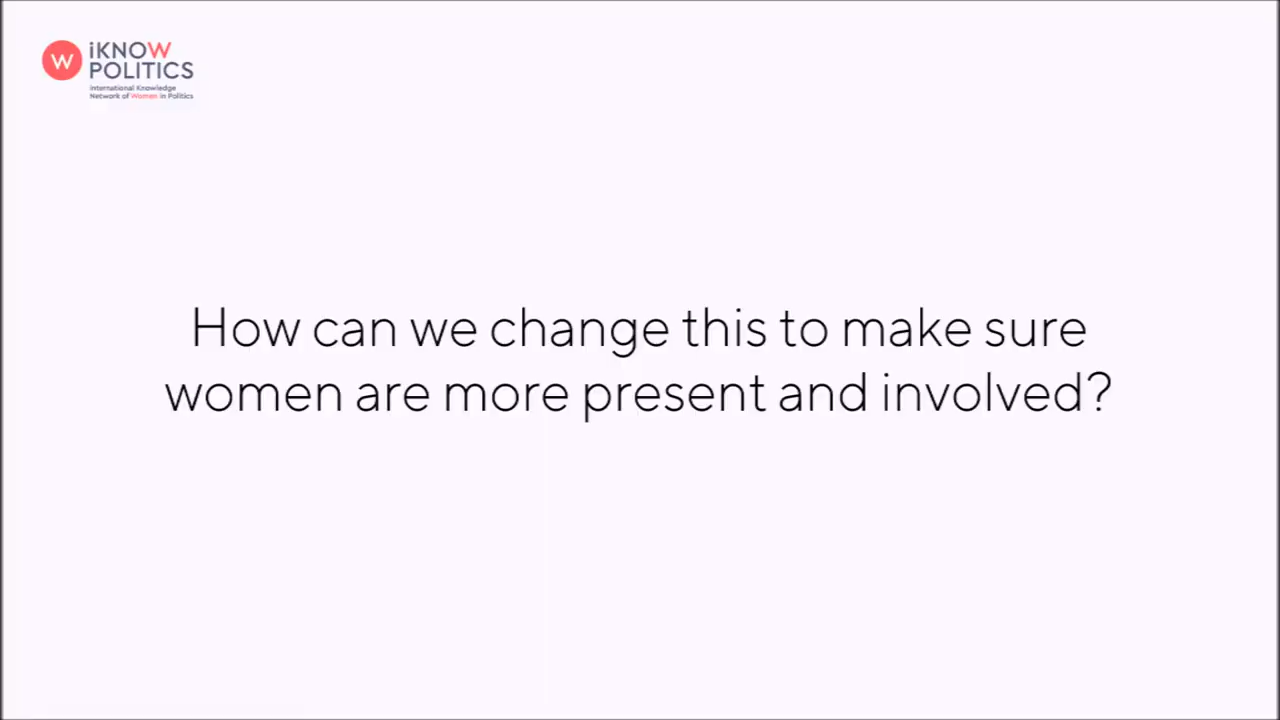 W
iKNOW
POLITICS
International Knowledge
Network of Women in Politics
How can we change this to make sure
women are more present and involved?